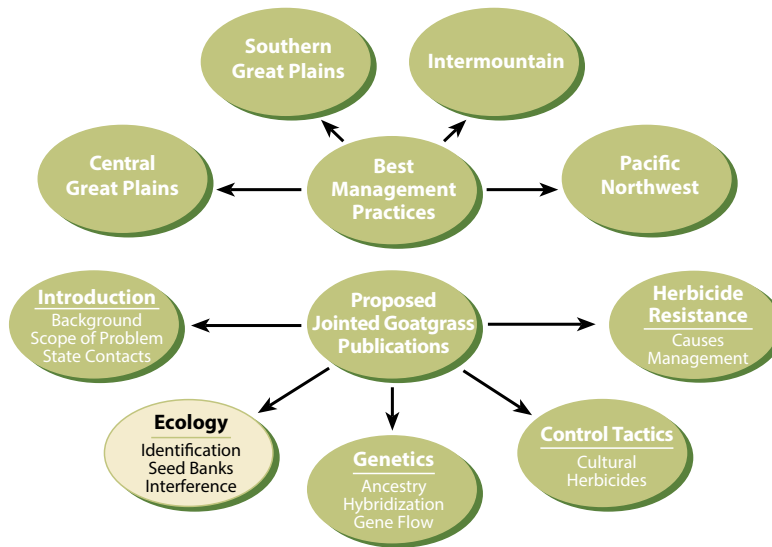 Southern
Great Plains
Intermountain
Central
Great Plains
Best
Management
Practices
Pacific
Northwest
Introduction
Background
Scope of Problem
State Contacts
Proposed
Jointed Goatgrass
Publications
Herbicide
Resistance
Causes
Management
Ecology
Identification
Seed Banks
Interference
Genetics
Ancestry
Hybridization
Gene Flow
Control Tactics
Cultural
Herbicides